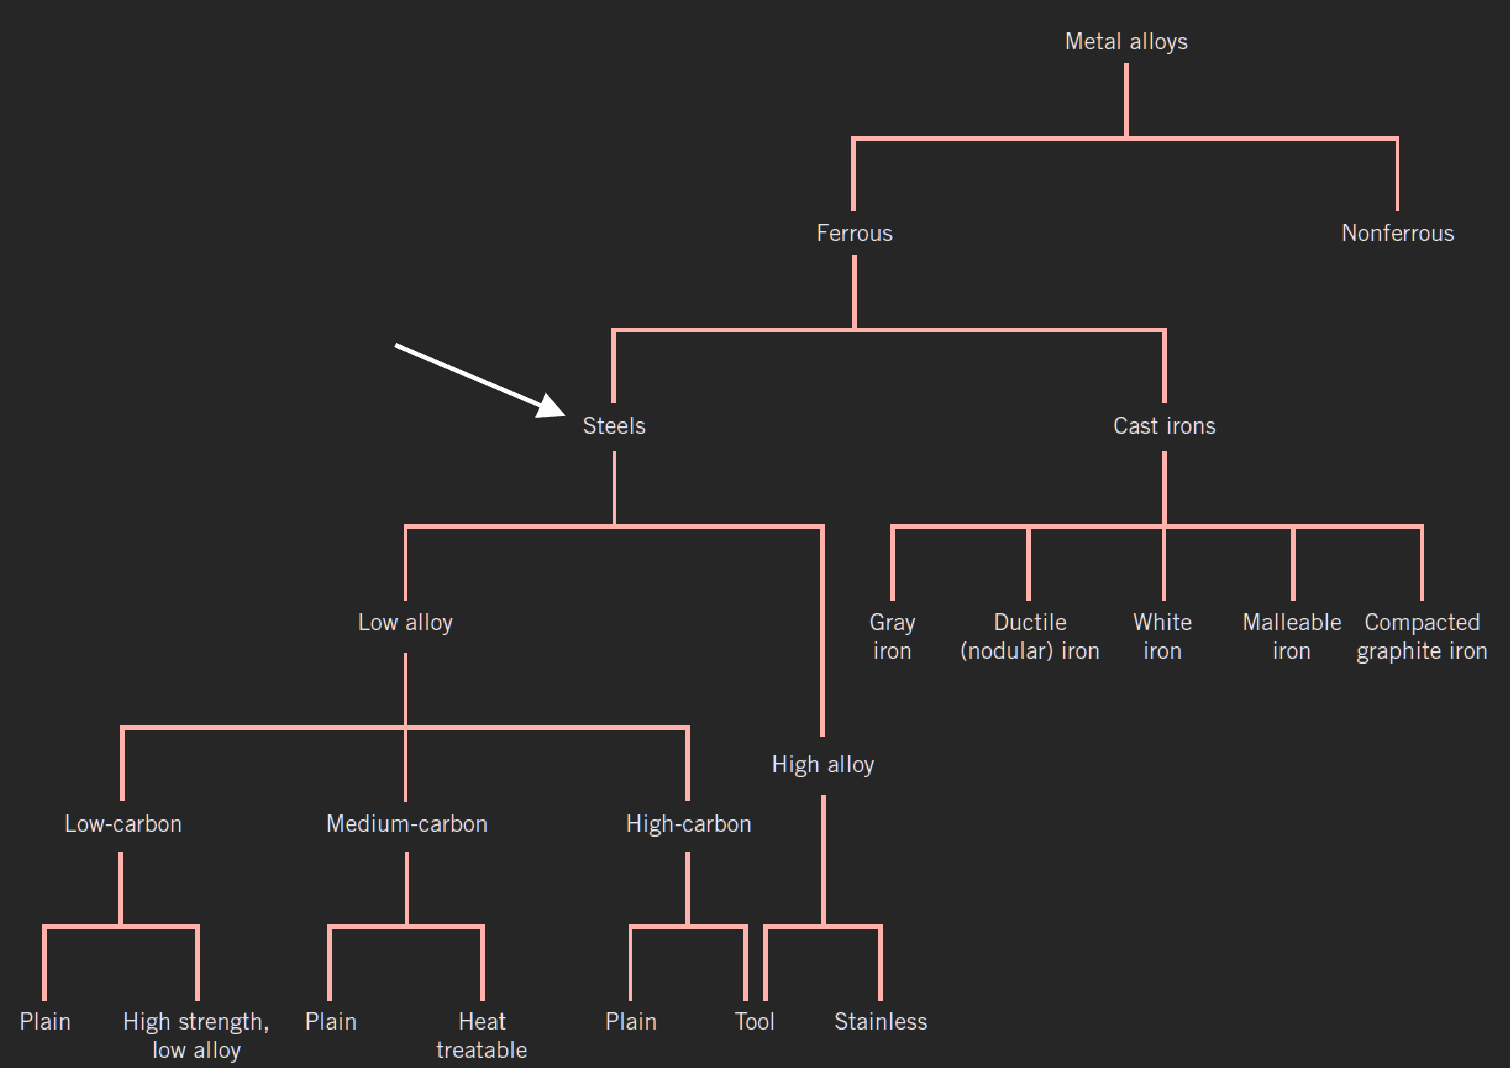 Metal alloys
Ferrous
Nonferrous
Steels
Cast irons
Low alloy
Gray
iron
Ductile
(nodular) iron
White
iron
Malleable
iron
Compacted
graphite iron
High alloy
Low-carbon
Medium-carbon
High-carbon
Plain
High strength,
low alloy
Plain
Heat
treatable
Plain
Tool
Stainless